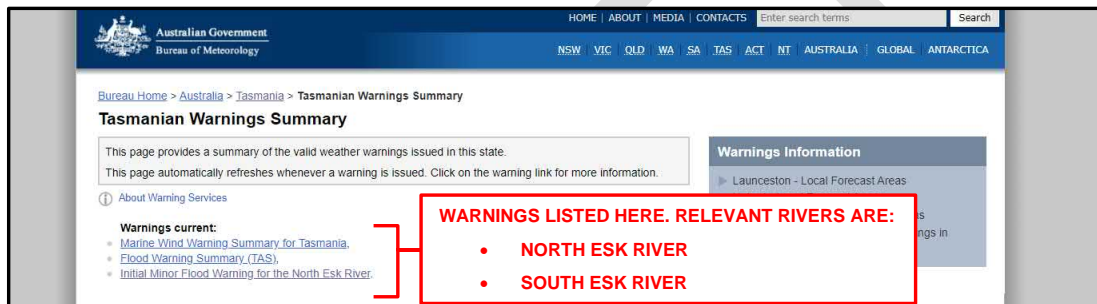 Australian Government
Bureau of Meteorology
HOME | ABOUT | MEDIA | CONTACTS
Enter search terms
Search
NSW | VIC | QLD | WA | SA | TAS | ACT | NT | AUSTRALIA | GLOBAL | ANTARCTICA
Bureau Home > Australia > Tasmania > Tasmanian Warnings Summary
Tasmanian Warnings Summary
This page provides a summary of the valid weather warnings issued in this state.
This page automatically refreshes whenever a warning is issued. Click on the warning link for more information.
About Warning Services
Warnings current:
Marine Wind Warning Summary for Tasmania,
Flood Warning Summary (TAS),
Initial Minor Flood Warning for the North Esk River.
Warnings Information
Launceston - Local Forecast Areas
WARNINGS LISTED HERE. RELEVANT RIVERS ARE:
• NORTH ESK RIVER
• SOUTH ESK RIVER